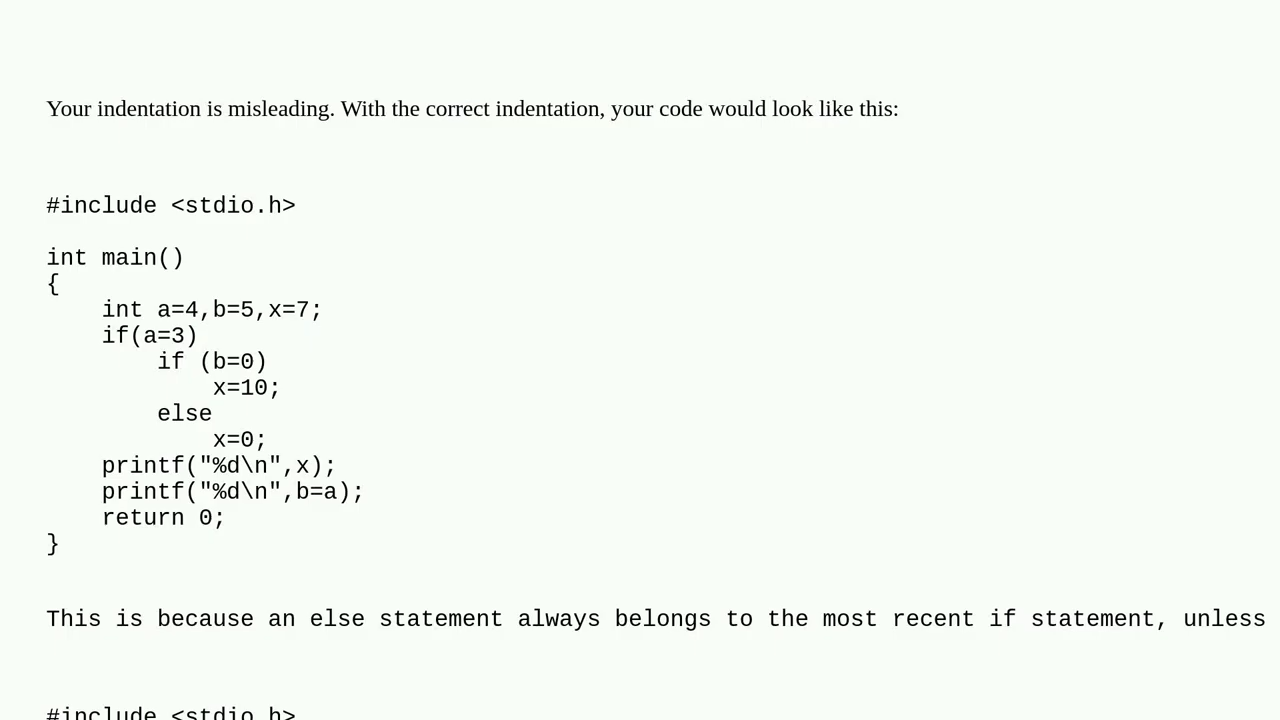 Your indentation is misleading. With the correct indentation, your code would look like this:
#include <stdio.h>
int main()
{
    int a=4,b=5,x=7;
    if(a=3)
        if (b=0)
            x=10;
        else
            x=0;
    printf("%d\n",x);
    printf("%d\n",b=a);
    return 0;
}
This is because an else statement always belongs to the most recent if statement, unless
#include <stdio.h>